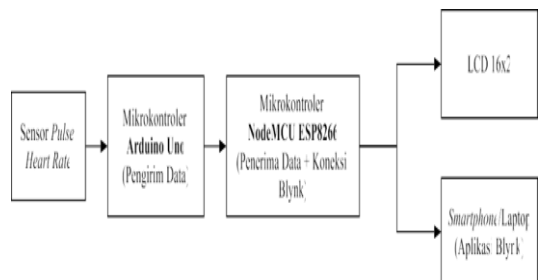 Sensor Pulse
Heart Rate
Mikrokontroler
Arduino Uno
(Pengirim Data)
Mikrokontroler
NodeMCU ESP8266
(Penerima Data + Koneksi
Blynk)
LCD 16x2
Smartphone/Laptop
(Aplikasi Blynk)